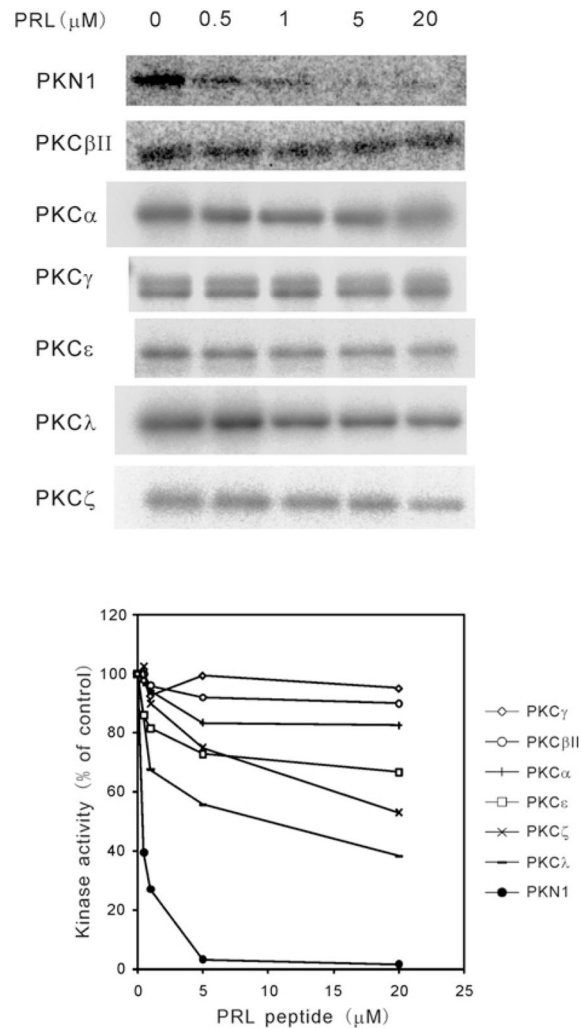 PRL (μM) 0 0.5 1 5 20
PKN1
PKCβII
PKCα
PKCγ
PKCε
PKCλ
PKCζ
120
100
80
60
40
20
0
0 5 10 15 20 25
Kinase activity (% of control)
PRL peptide (μM)
PKCγ
PKCβII
PKCα
PKCε
PKCζ
PKCλ
PKN1